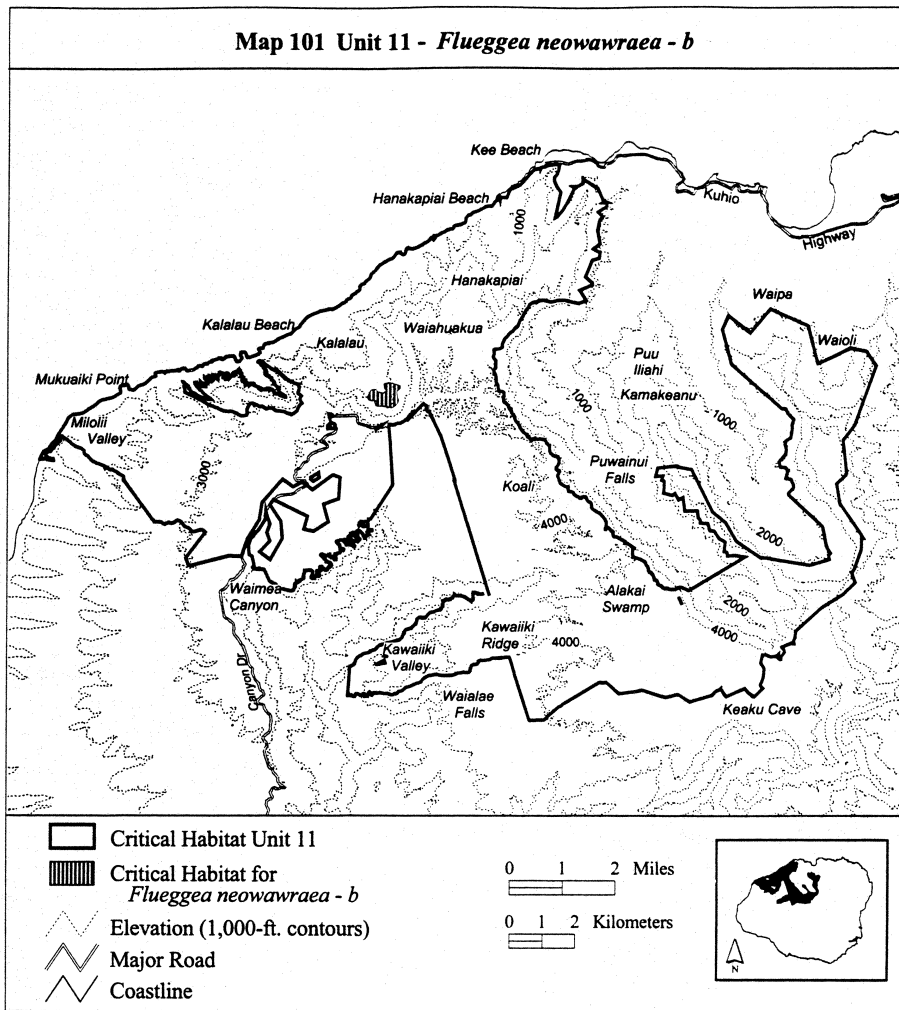 Map 101 Unit 11 - Flueggea neowawraea - b
Kee Beach
Hanakapiai Beach
Kuhio
Highway
1000
Hanakapiai
Waipa
Kalalau Beach
Kalalau
Waiahuakua
Waioli
Puu
Iliahi
Mukuaiki Point
Kamakeanu
1000
1000
Milolii
Valley
3000
Puwainui
Falls
Koali
4000
2000
Waimea
Canyon
Alakai
Swamp
2000
4000
Kawaiiki
Ridge
4000
Kawaiiki
Valley
Canyon Dr
Waialae
Falls
Keaku Cave
Critical Habitat Unit 11
Critical Habitat for
Flueggea neowawraea - b
Elevation (1,000-ft. contours)
Major Road
Coastline
0 1 2 Miles
0 1 2 Kilometers
N